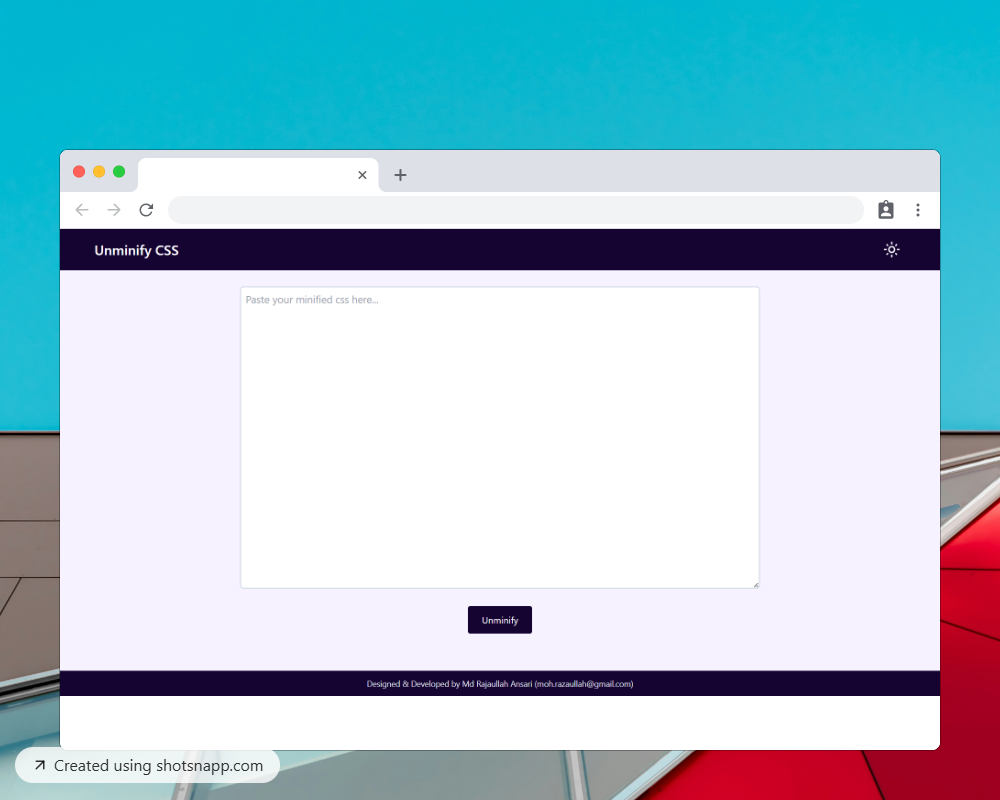 Unminify CSS
Paste your minified css here...
Unminify
Designed & Developed by Md Rajaullah Ansari (moh.razaullah@gmail.com)
Created using shotsnapp.com